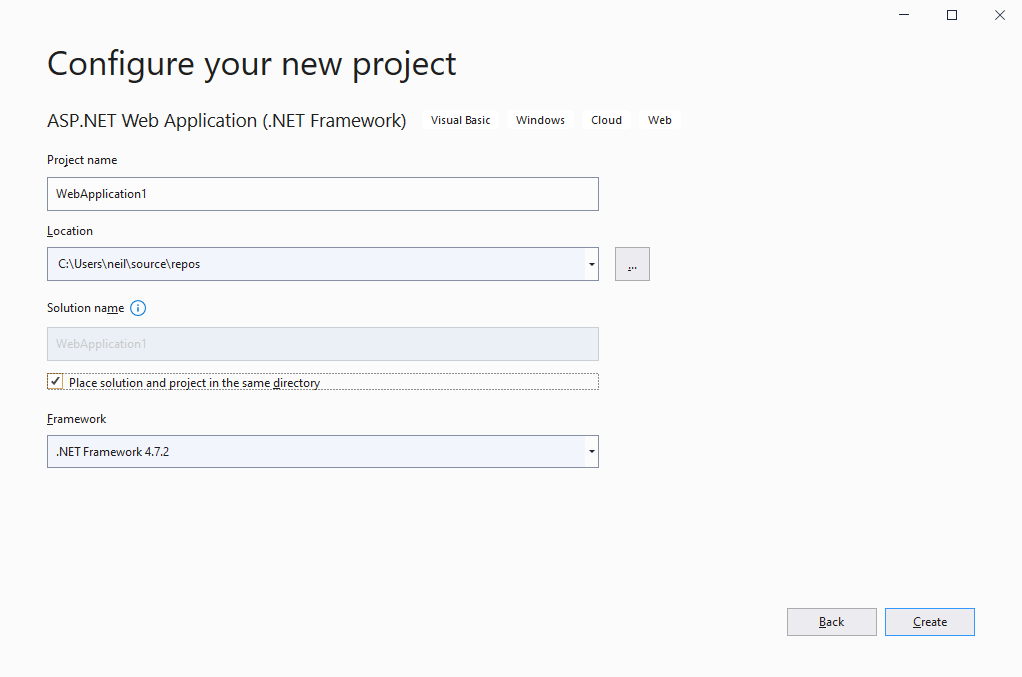 Configure your new project
ASP.NET Web Application (.NET Framework) Visual Basic Windows Cloud Web
Project name
WebApplication1
Location
C:\Users\neil\source\repos
...
Solution name
WebApplication1
Place solution and project in the same directory
Framework
.NET Framework 4.7.2
Back Create